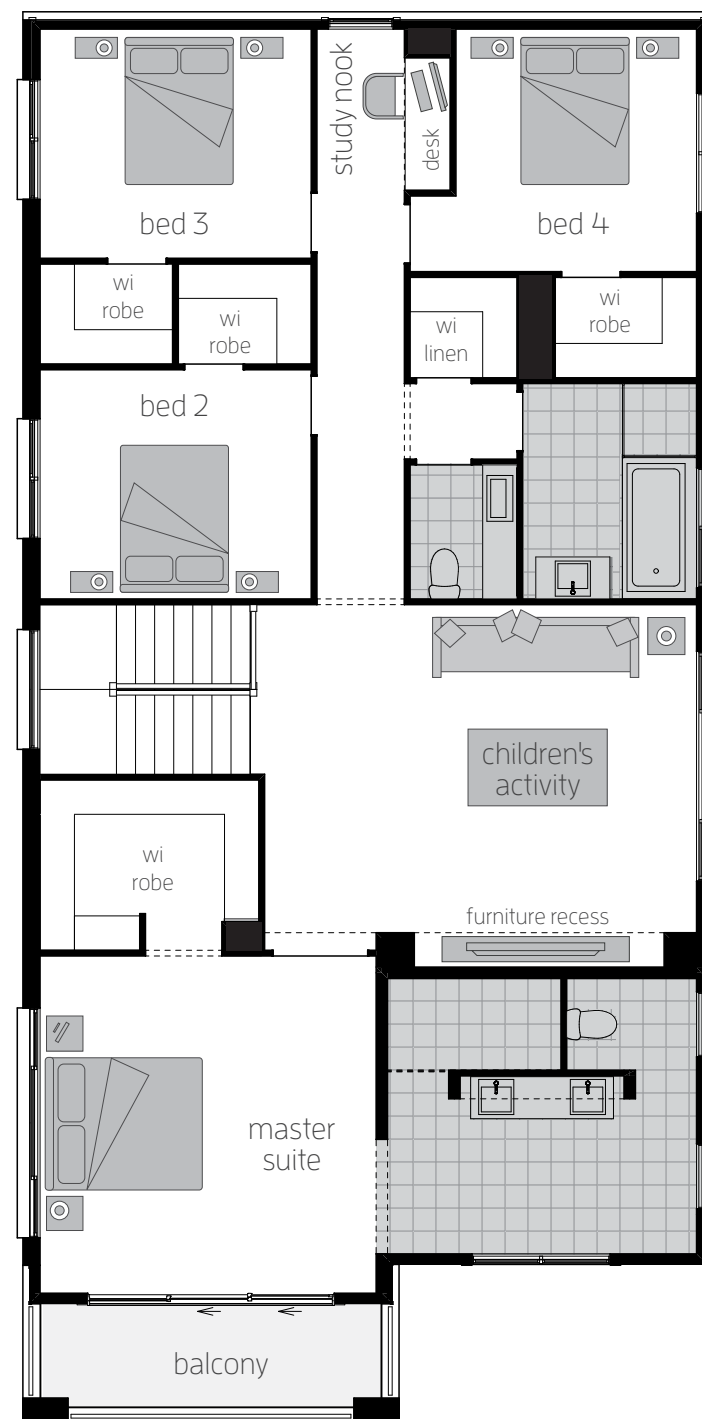 study nook
desk
bed 3
bed 4
wi
robe
wi
robe
wi
linen
wi
robe
bed 2
children's
activity
wi
robe
furniture recess
master
suite
balcony